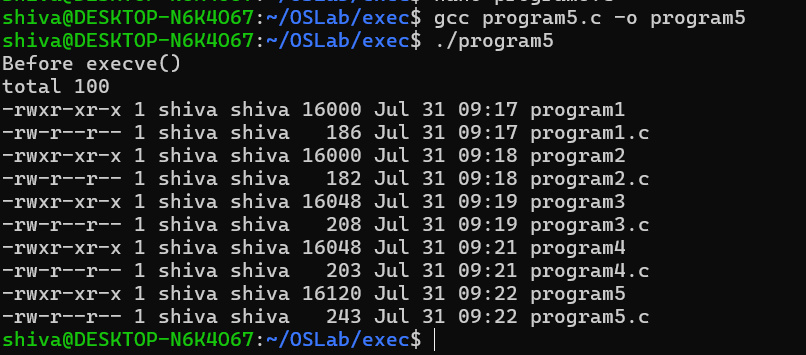 shiva@DESKTOP-N6K4O67:~/OSLab/exec$ gcc program5.c -o program5
shiva@DESKTOP-N6K4O67:~/OSLab/exec$ ./program5
Before execve()
total 100
-rwxr-xr-x 1 shiva shiva 16000 Jul 31 09:17 program1
-rw-r--r-- 1 shiva shiva   186 Jul 31 09:17 program1.c
-rwxr-xr-x 1 shiva shiva 16000 Jul 31 09:18 program2
-rw-r--r-- 1 shiva shiva   182 Jul 31 09:18 program2.c
-rwxr-xr-x 1 shiva shiva 16048 Jul 31 09:19 program3
-rw-r--r-- 1 shiva shiva   208 Jul 31 09:19 program3.c
-rwxr-xr-x 1 shiva shiva 16048 Jul 31 09:21 program4
-rw-r--r-- 1 shiva shiva   203 Jul 31 09:21 program4.c
-rwxr-xr-x 1 shiva shiva 16120 Jul 31 09:22 program5
-rw-r--r-- 1 shiva shiva   243 Jul 31 09:22 program5.c
shiva@DESKTOP-N6K4O67:~/OSLab/exec$